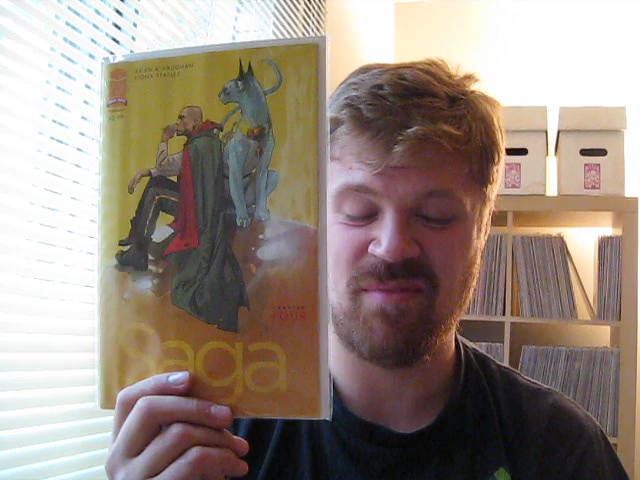 BRIAN K. VAUGHAN
FIONA STAPLES
CHAPTER
FOUR
Saga